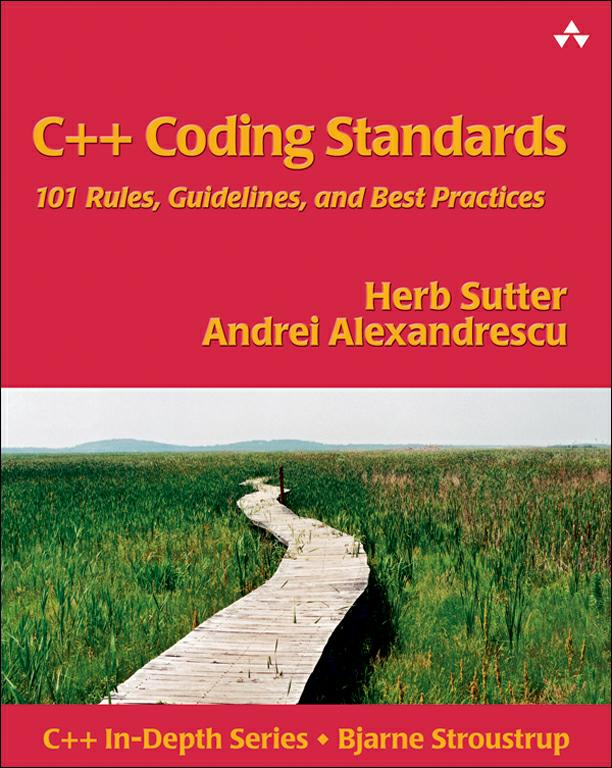 C++ Coding Standards
101 Rules, Guidelines, and Best Practices
Herb Sutter
Andrei Alexandrescu
C++ In-Depth Series ◆ Bjarne Stroustrup